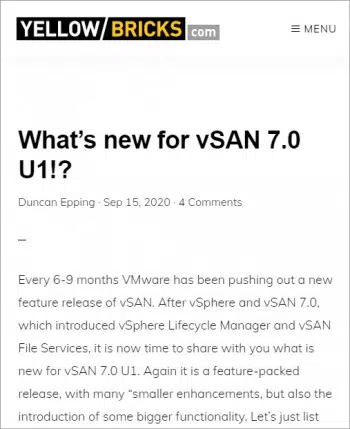 YELLOW/BRICKS.com
☰ MENU
What's new for vSAN 7.0
U1!?
Duncan Epping · Sep 15, 2020 · 4 Comments
–
Every 6-9 months VMware has been pushing out a new
feature release of vSAN. After vSphere and vSAN 7.0,
which introduced vSphere Lifecycle Manager and vSAN
File Services, it is now time to share with you what is
new for vSAN 7.0 U1. Again it is a feature-packed
release, with many “smaller enhancements, but also the
introduction of some bigger functionality. Let’s just list